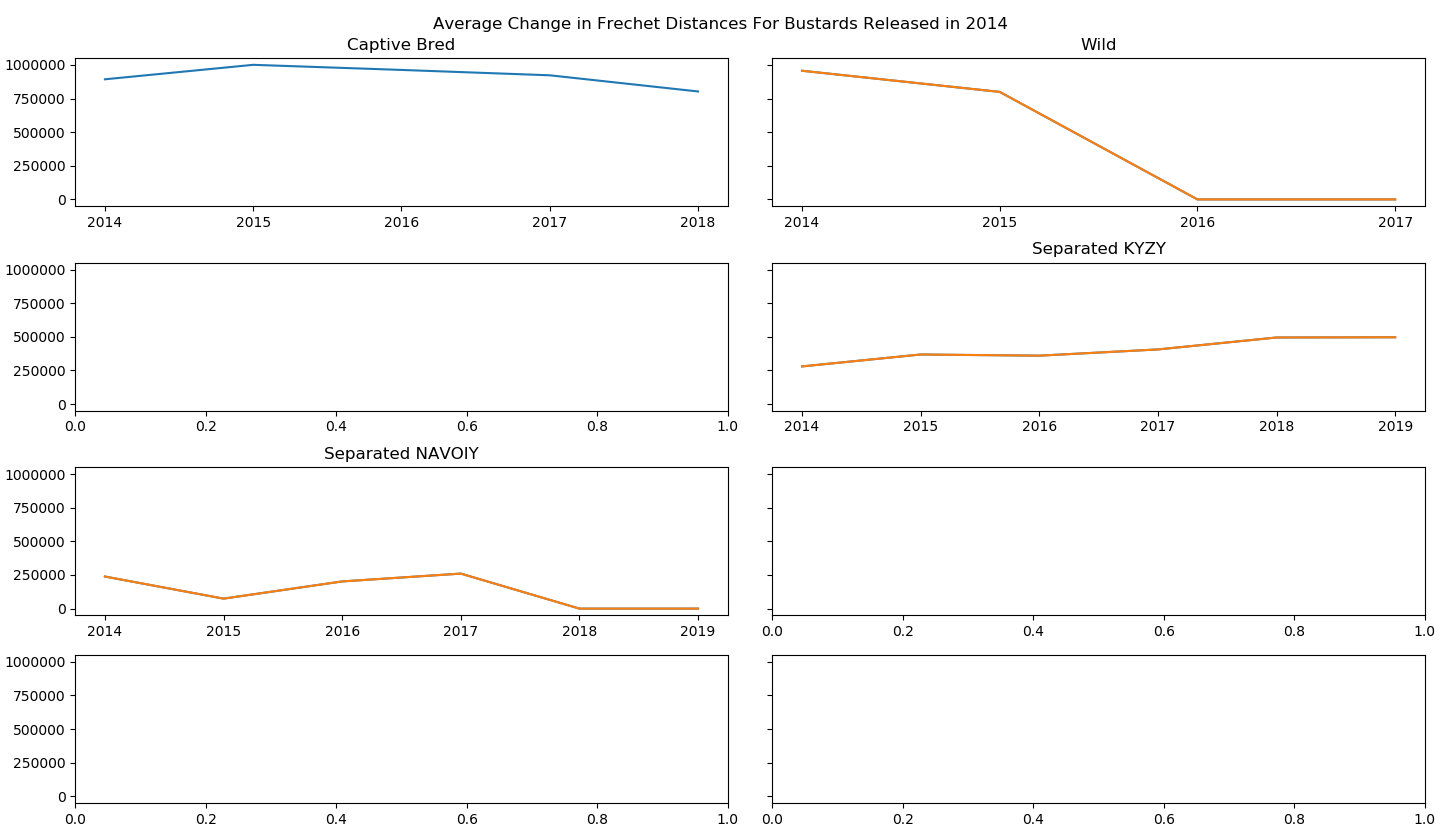 Average Change in Frechet Distances For Bustards Released in 2014
Captive Bred
1000000
750000
500000
250000
0
2014 2015 2016 2017 2018
Wild
2014 2015 2016 2017
1000000
750000
500000
250000
0
0.0 0.2 0.4 0.6 0.8 1.0
Separated KYZY
2014 2015 2016 2017 2018 2019
Separated NAVOIY
1000000
750000
500000
250000
0
2014 2015 2016 2017 2018 2019
0.0 0.2 0.4 0.6 0.8 1.0
1000000
750000
500000
250000
0
0.0 0.2 0.4 0.6 0.8 1.0
0.0 0.2 0.4 0.6 0.8 1.0